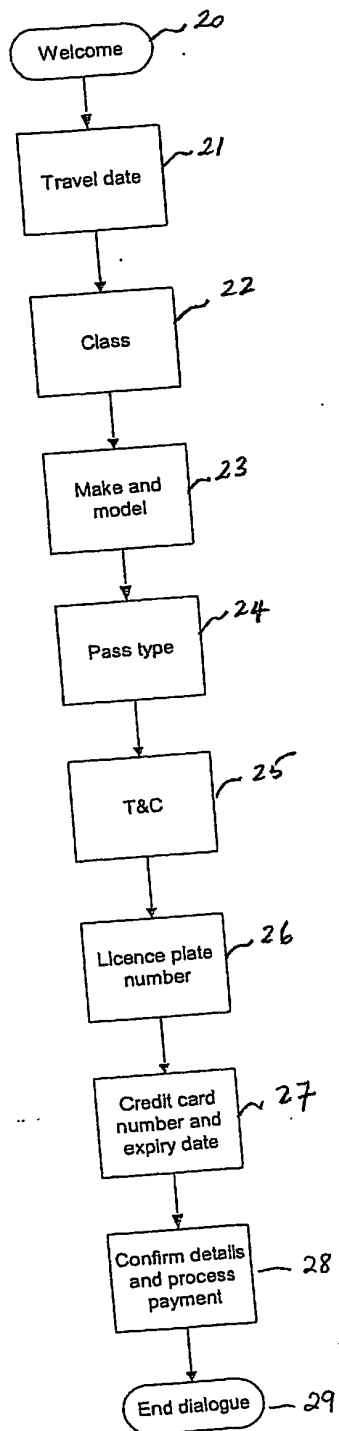 Welcome
20
Travel date
21
Class
22
Make and
model
23
Pass type
24
T&C
25
Licence plate
number
26
Credit card
number and
expiry date
27
Confirm details
and process
payment
28
End dialogue
29